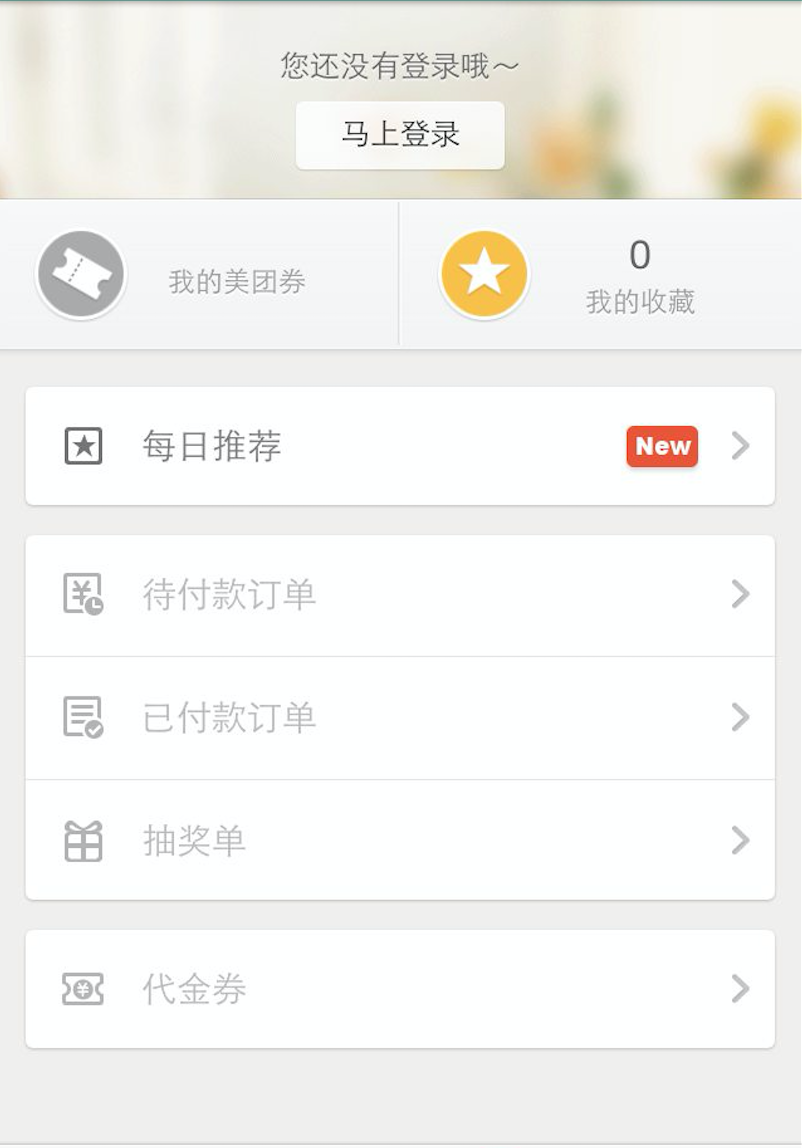 您还没有登录哦～
马上登录
我的美团券
0
我的收藏
每日推荐
New
待付款订单
已付款订单
抽奖单
代金券